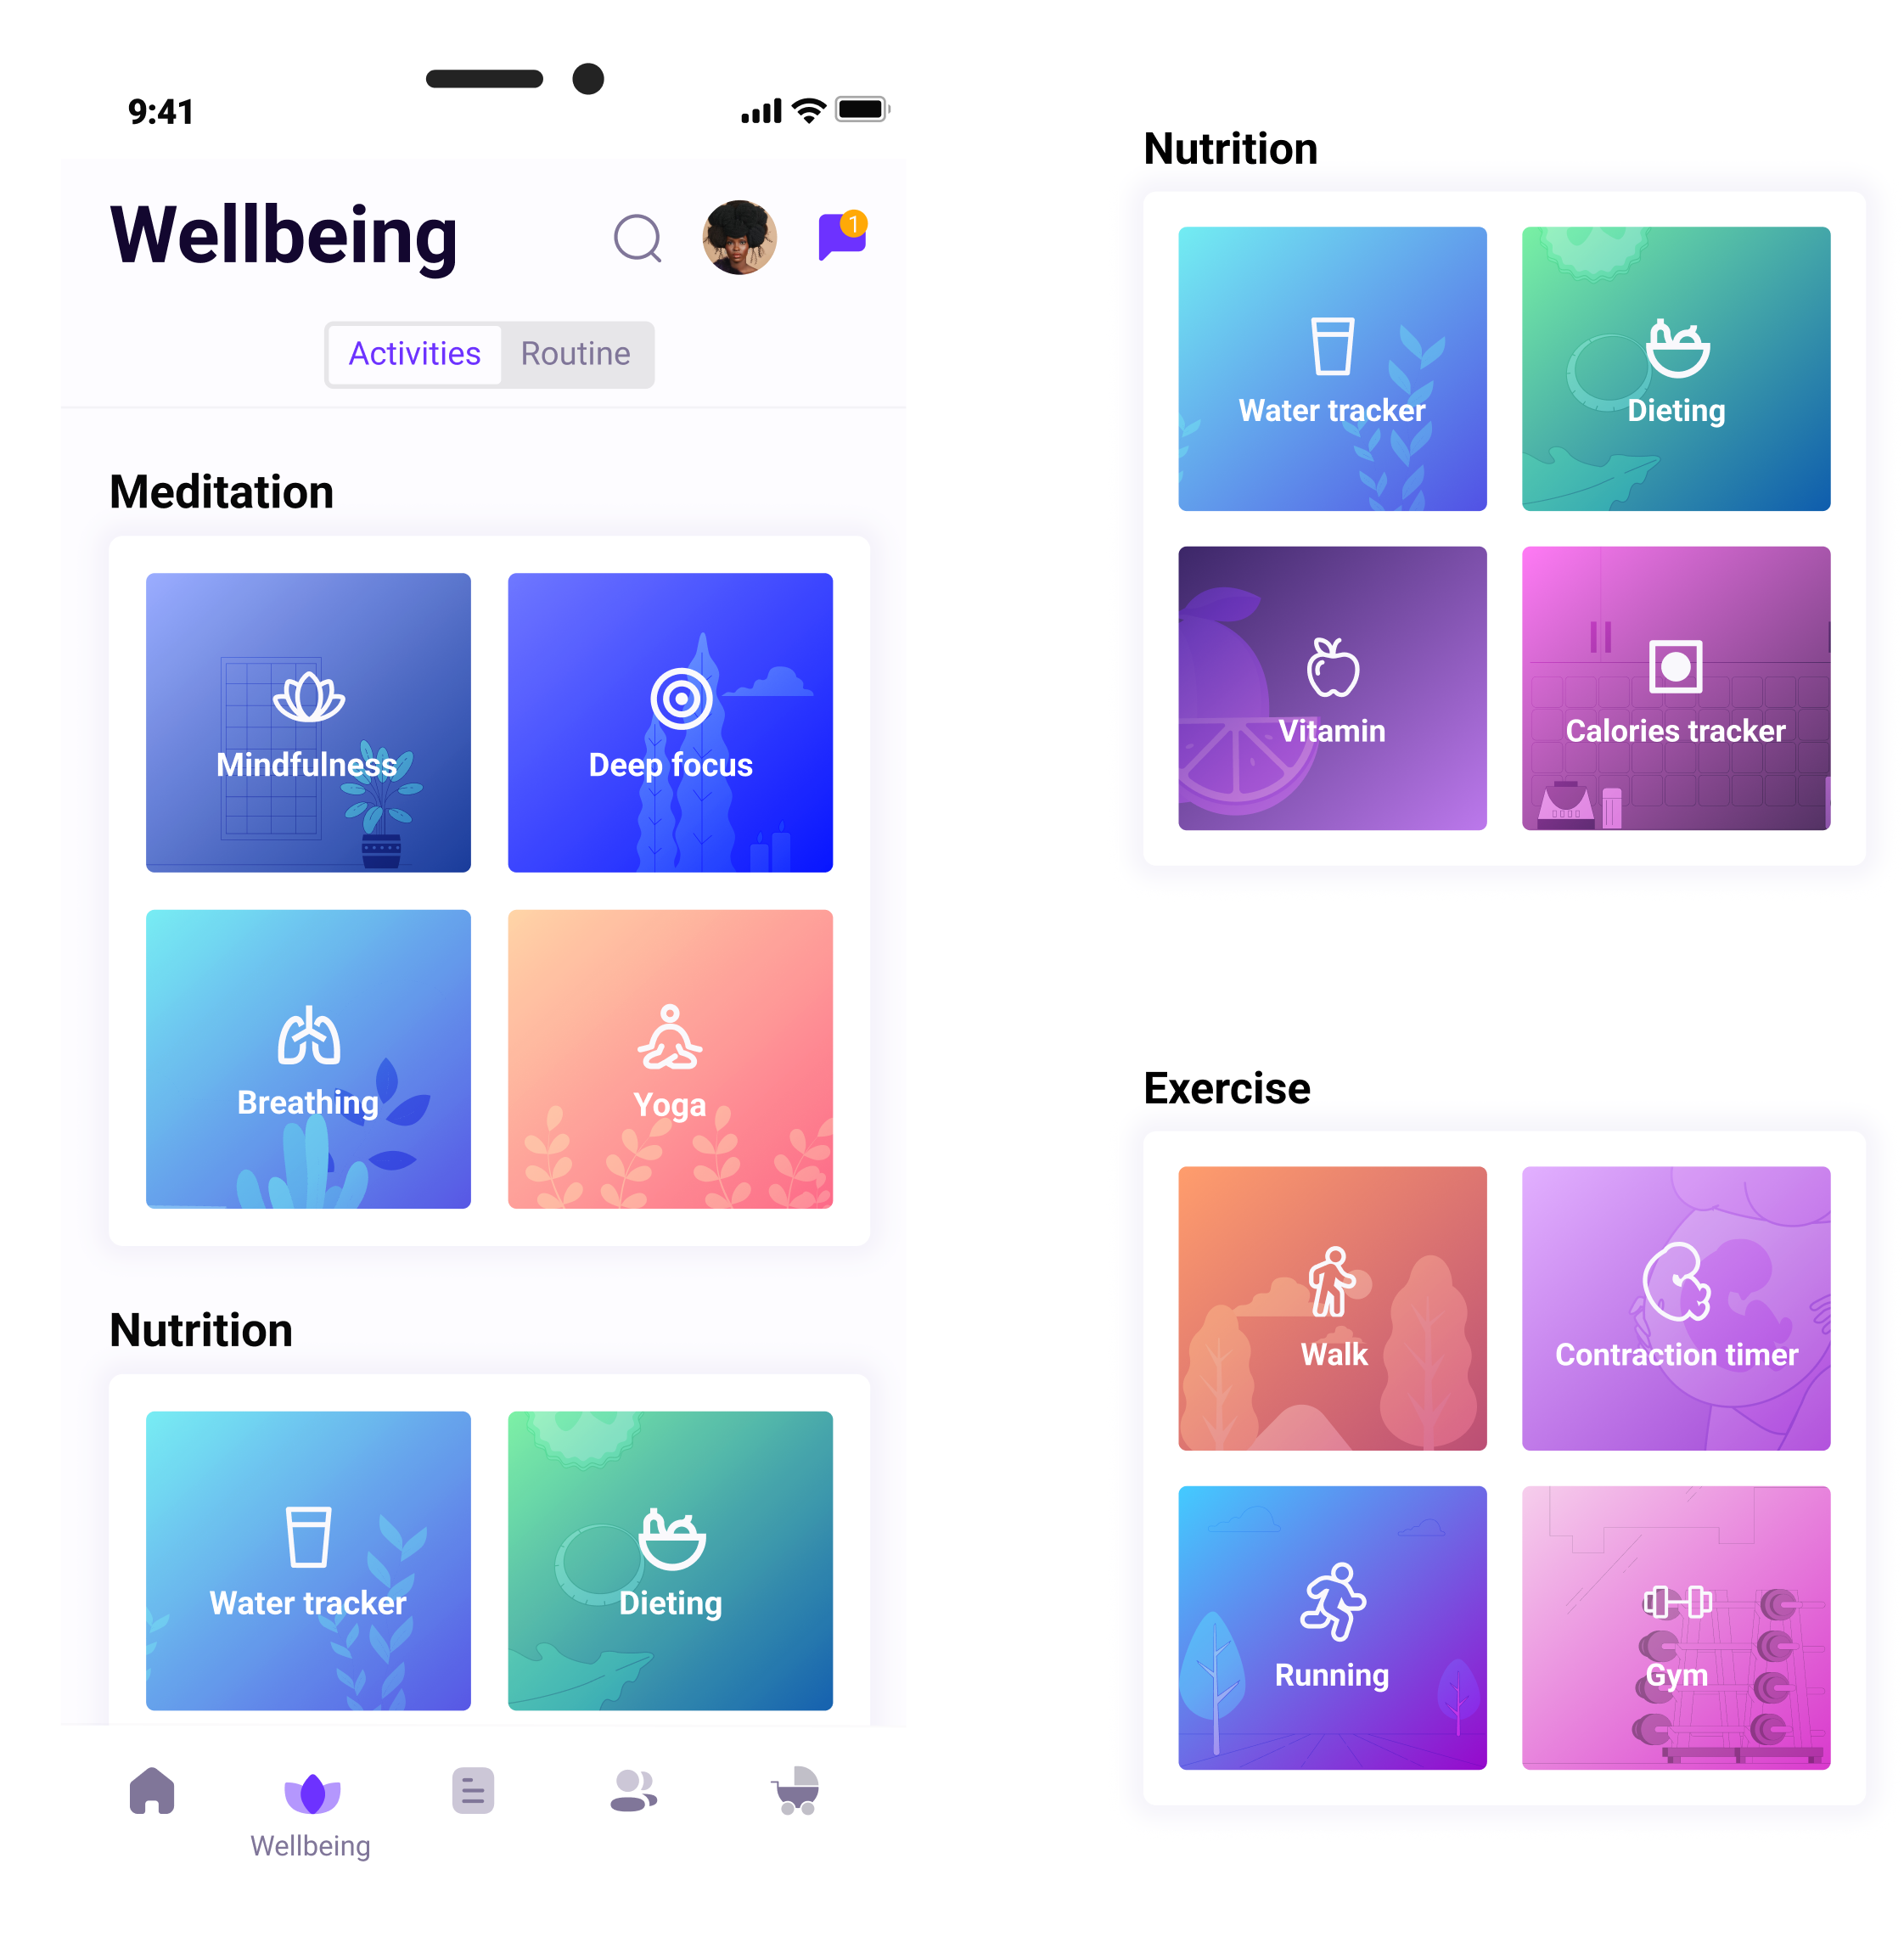 9:41
Wellbeing
1
Activities Routine
Meditation
Mindfulness
Deep focus
Breathing
Yoga
Nutrition
Water tracker
Dieting
Wellbeing
Nutrition
Water tracker
Dieting
Vitamin
Calories tracker
Exercise
Walk
Contraction timer
Running
Gym